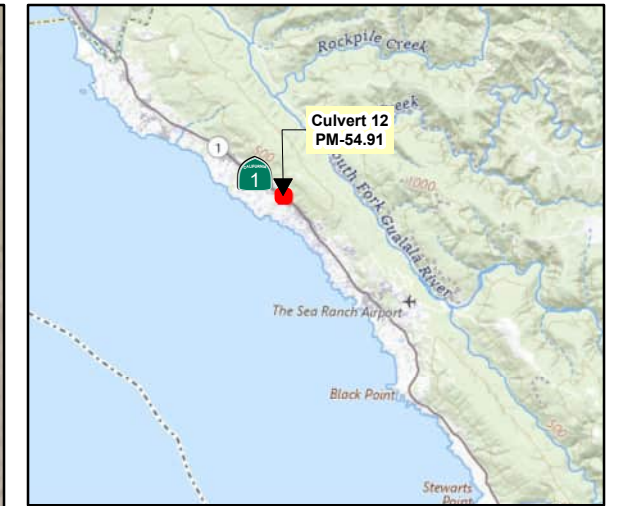 Rockpile Creek
Culvert 12
PM-54.91
Creek
500
1
CALIFORNIA
1
1000
South Fork Gualala River
The Sea Ranch Airport
Black Point
500
Stewarts
Point